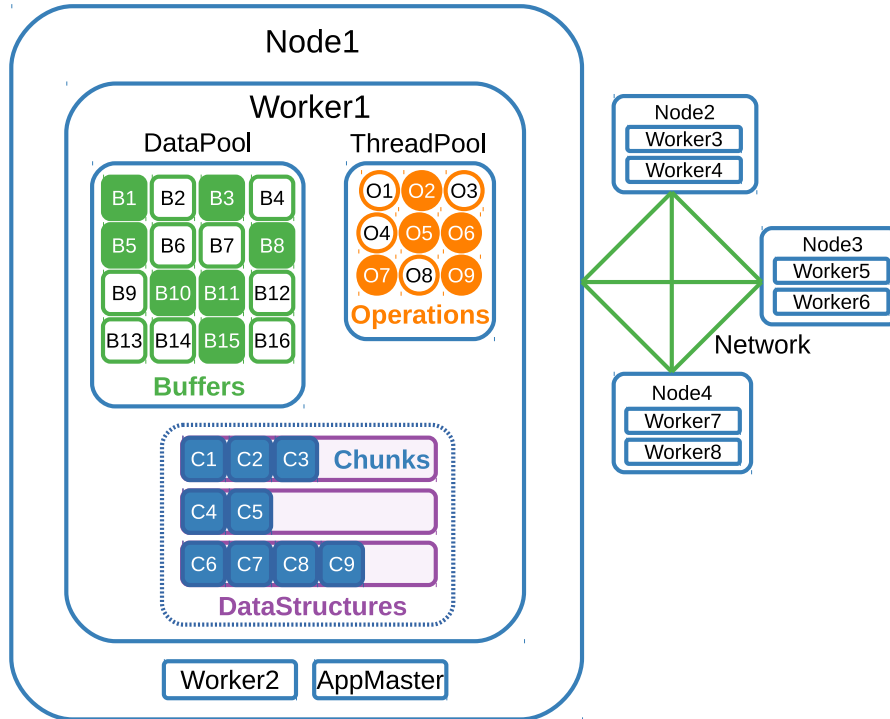 Node1
Worker1
DataPool
B1 B2 B3 B4
B5 B6 B7 B8
B9 B10 B11 B12
B13 B14 B15 B16
Buffers
ThreadPool
O1 O2 O3
O4 O5 O6
O7 O8 O9
Operations
C1 C2 C3 Chunks
C4 C5
C6 C7 C8 C9
DataStructures
Worker2
AppMaster
Node2
Worker3
Worker4
Node3
Worker5
Worker6
Network
Node4
Worker7
Worker8